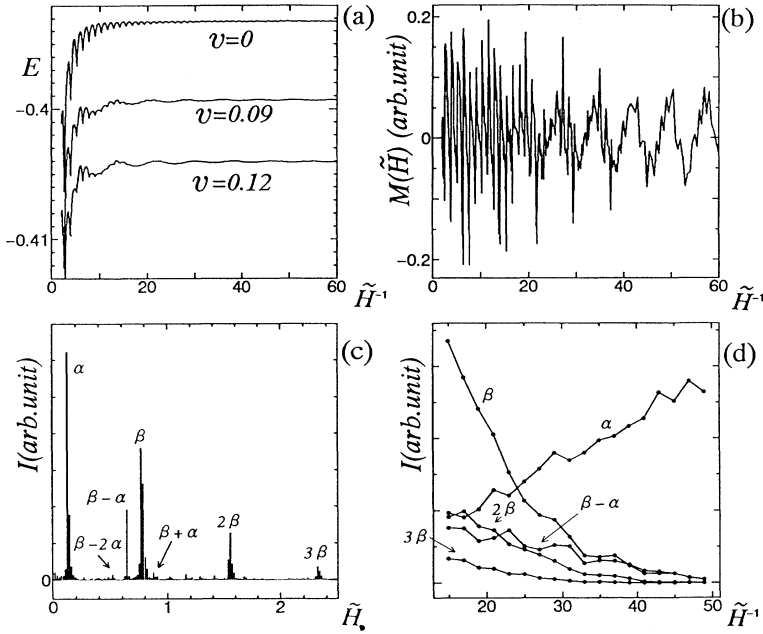 (a)
E
-0.4
-0.41
v=0
v=0.09
v=0.12
0 20 40 60
H̃⁻¹
(b)
M(H̃) (arb.unit)
0.2
0
-0.2
0 20 40 60
H̃⁻¹
(c)
I(arb.unit)
α
β
β-α
β-2α
β+α
2β
3β
0
0 1 2
H̃
(d)
I(arb.unit)
β
α
2β
β-α
3β
20 30 40 50
H̃⁻¹